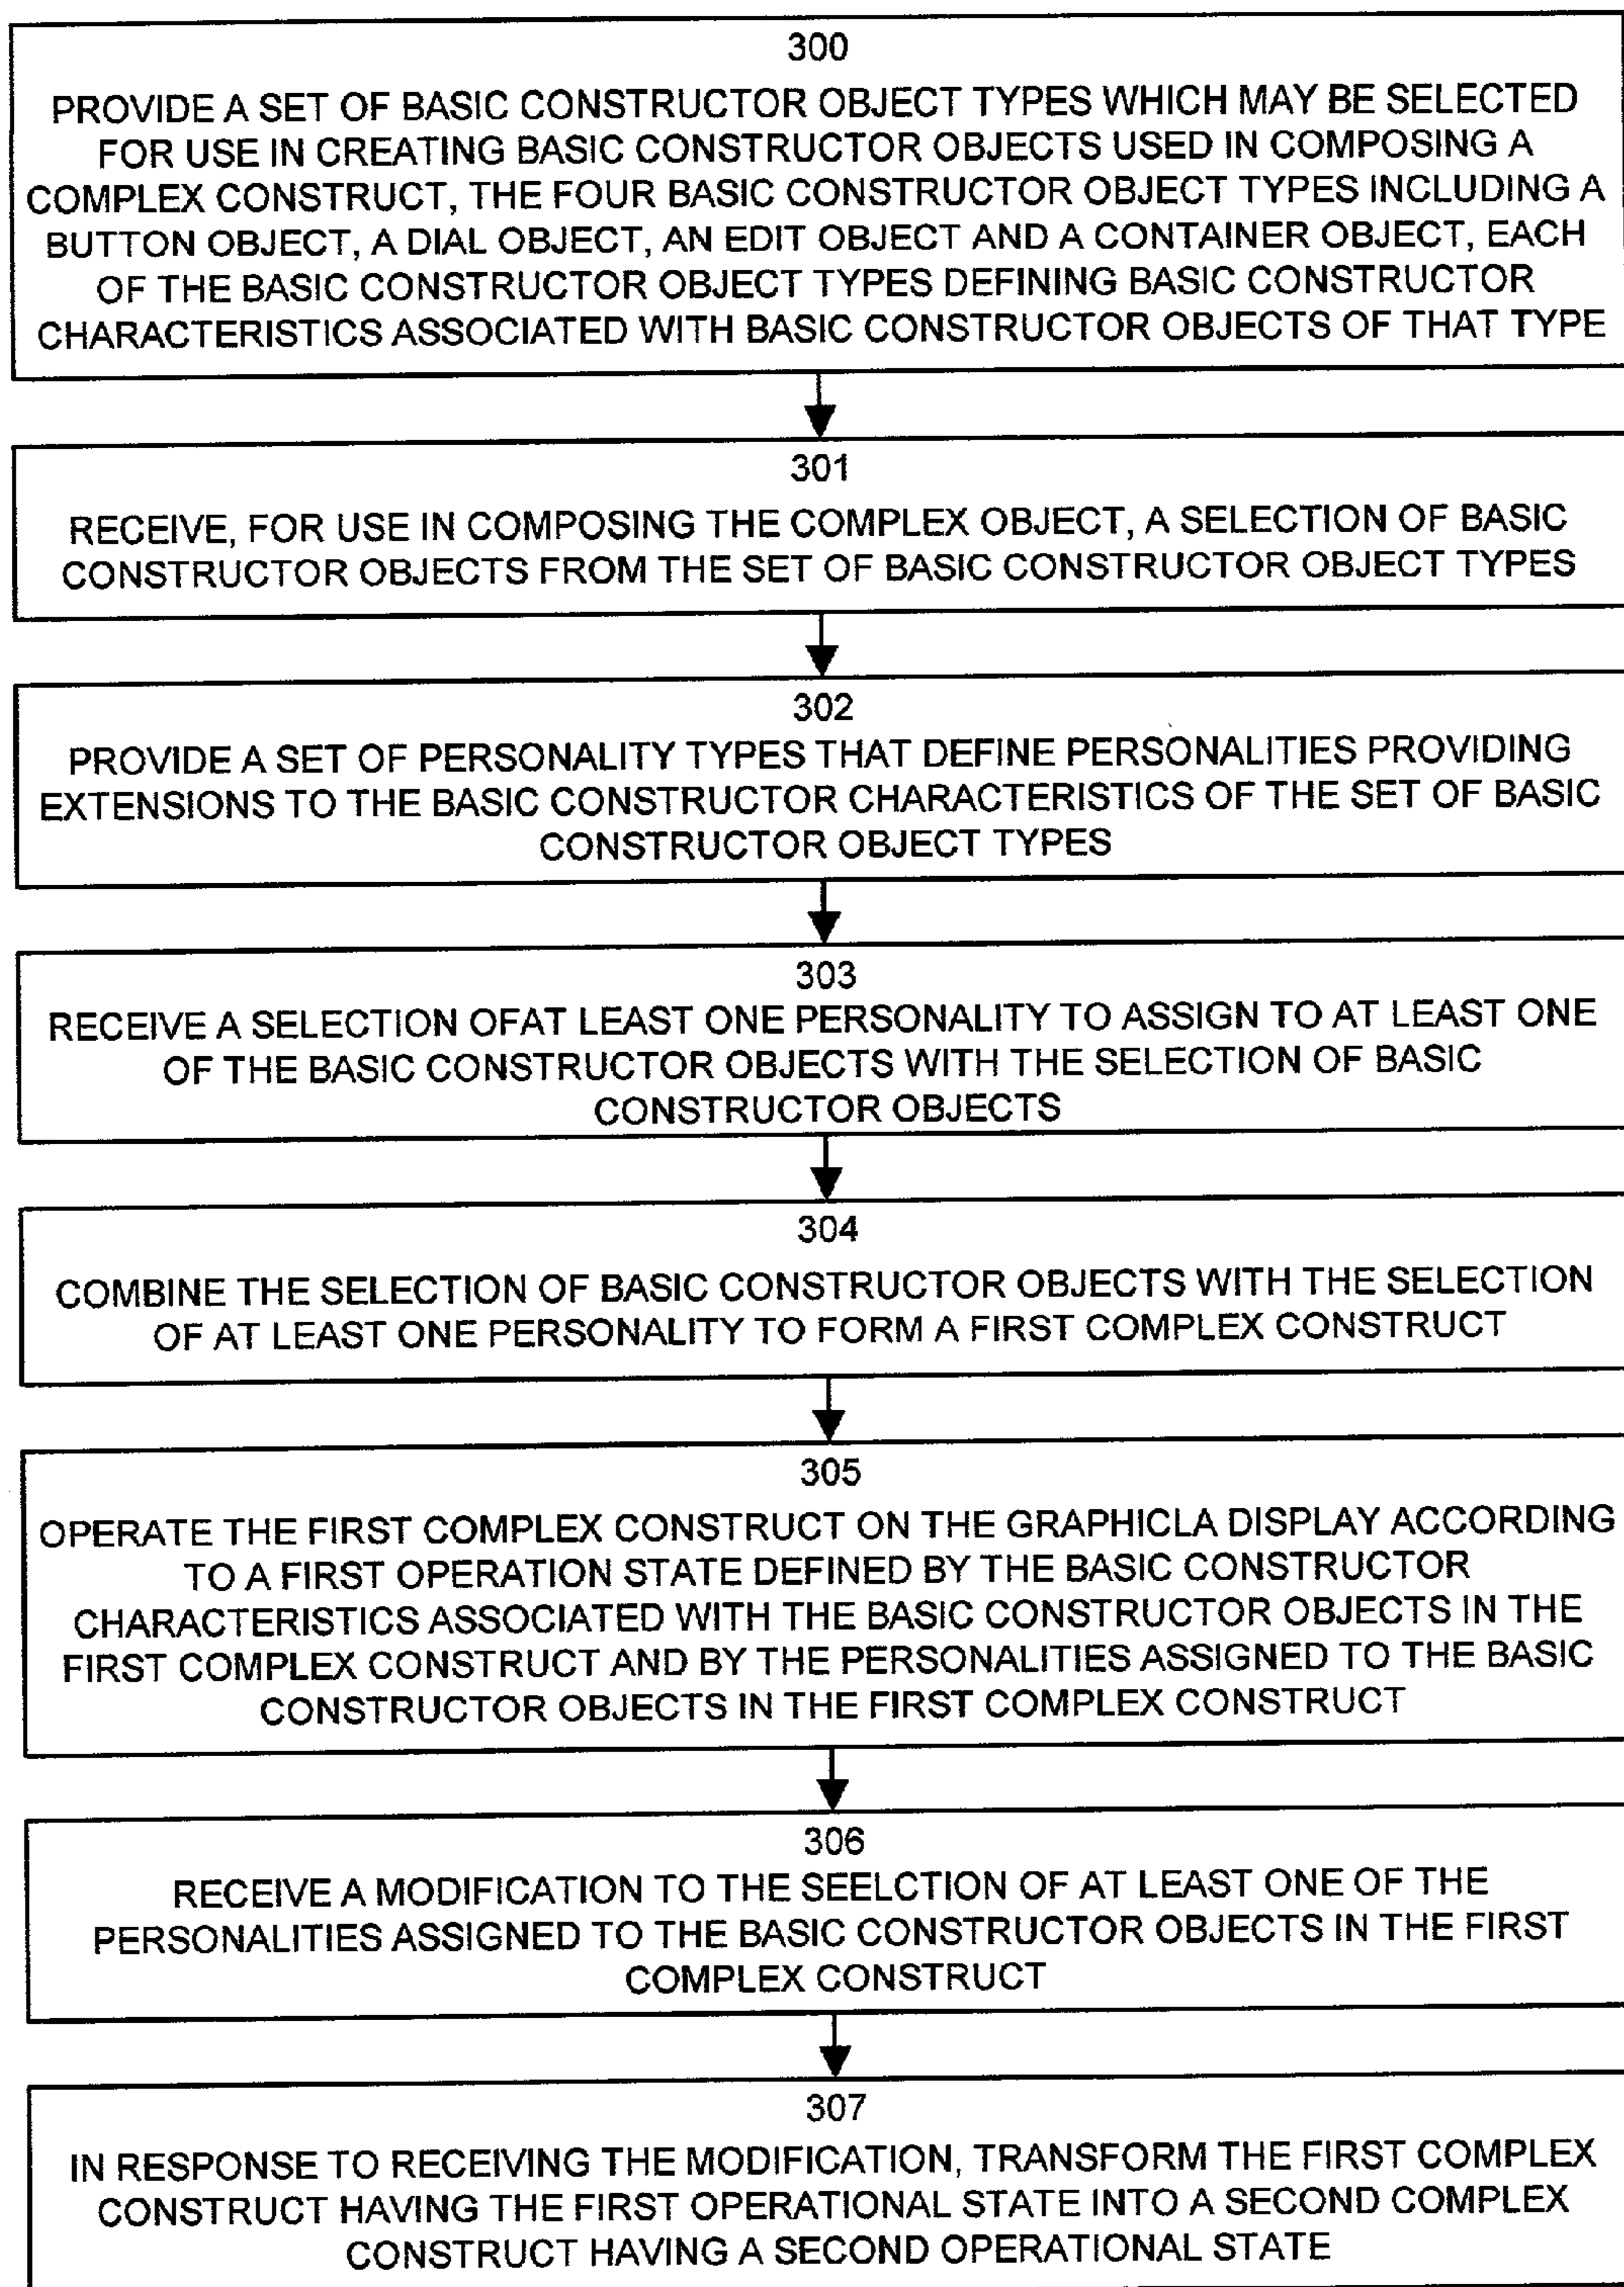 300
PROVIDE A SET OF BASIC CONSTRUCTOR OBJECT TYPES WHICH MAY BE SELECTED
FOR USE IN CREATING BASIC CONSTRUCTOR OBJECTS USED IN COMPOSING A
COMPLEX CONSTRUCT, THE FOUR BASIC CONSTRUCTOR OBJECT TYPES INCLUDING A
BUTTON OBJECT, A DIAL OBJECT, AN EDIT OBJECT AND A CONTAINER OBJECT, EACH
OF THE BASIC CONSTRUCTOR OBJECT TYPES DEFINING BASIC CONSTRUCTOR
CHARACTERISTICS ASSOCIATED WITH BASIC CONSTRUCTOR OBJECTS OF THAT TYPE
301
RECEIVE, FOR USE IN COMPOSING THE COMPLEX OBJECT, A SELECTION OF BASIC
CONSTRUCTOR OBJECTS FROM THE SET OF BASIC CONSTRUCTOR OBJECT TYPES
302
PROVIDE A SET OF PERSONALITY TYPES THAT DEFINE PERSONALITIES PROVIDING
EXTENSIONS TO THE BASIC CONSTRUCTOR CHARACTERISTICS OF THE SET OF BASIC
CONSTRUCTOR OBJECT TYPES
303
RECEIVE A SELECTION OFAT LEAST ONE PERSONALITY TO ASSIGN TO AT LEAST ONE
OF THE BASIC CONSTRUCTOR OBJECTS WITH THE SELECTION OF BASIC
CONSTRUCTOR OBJECTS
304
COMBINE THE SELECTION OF BASIC CONSTRUCTOR OBJECTS WITH THE SELECTION
OF AT LEAST ONE PERSONALITY TO FORM A FIRST COMPLEX CONSTRUCT
305
OPERATE THE FIRST COMPLEX CONSTRUCT ON THE GRAPHICLA DISPLAY ACCORDING
TO A FIRST OPERATION STATE DEFINED BY THE BASIC CONSTRUCTOR
CHARACTERISTICS ASSOCIATED WITH THE BASIC CONSTRUCTOR OBJECTS IN THE
FIRST COMPLEX CONSTRUCT AND BY THE PERSONALITIES ASSIGNED TO THE BASIC
CONSTRUCTOR OBJECTS IN THE FIRST COMPLEX CONSTRUCT
306
RECEIVE A MODIFICATION TO THE SEELCTION OF AT LEAST ONE OF THE
PERSONALITIES ASSIGNED TO THE BASIC CONSTRUCTOR OBJECTS IN THE FIRST
COMPLEX CONSTRUCT
307
IN RESPONSE TO RECEIVING THE MODIFICATION, TRANSFORM THE FIRST COMPLEX
CONSTRUCT HAVING THE FIRST OPERATIONAL STATE INTO A SECOND COMPLEX
CONSTRUCT HAVING A SECOND OPERATIONAL STATE